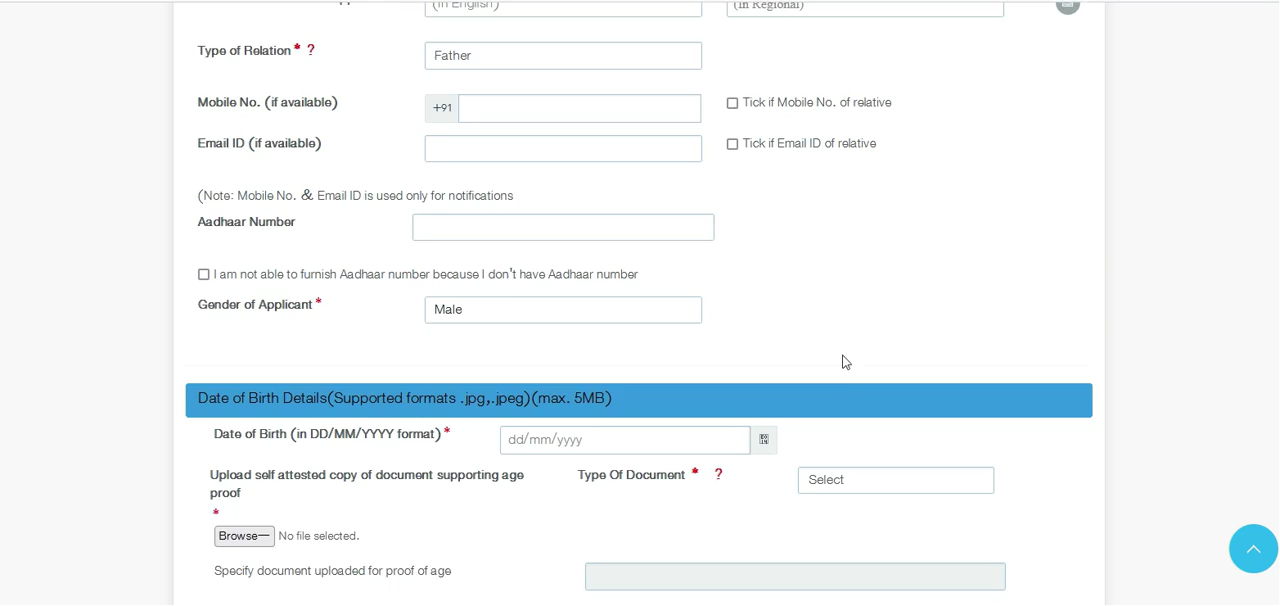 (In English) (In Regional)
Type of Relation * ? Father
Mobile No. (if available) +91 Tick if Mobile No. of relative
Email ID (if available) Tick if Email ID of relative
(Note: Mobile No. & Email ID is used only for notifications
Aadhaar Number
I am not able to furnish Aadhaar number because I don't have Aadhaar number
Gender of Applicant * Male
Date of Birth Details(Supported formats .jpg,.jpeg)(max. 5MB)
Date of Birth (in DD/MM/YYYY format) * dd/mm/yyyy
Upload self attested copy of document supporting age Type Of Document * ? Select
proof
*
Browse— No file selected.
Specify document uploaded for proof of age